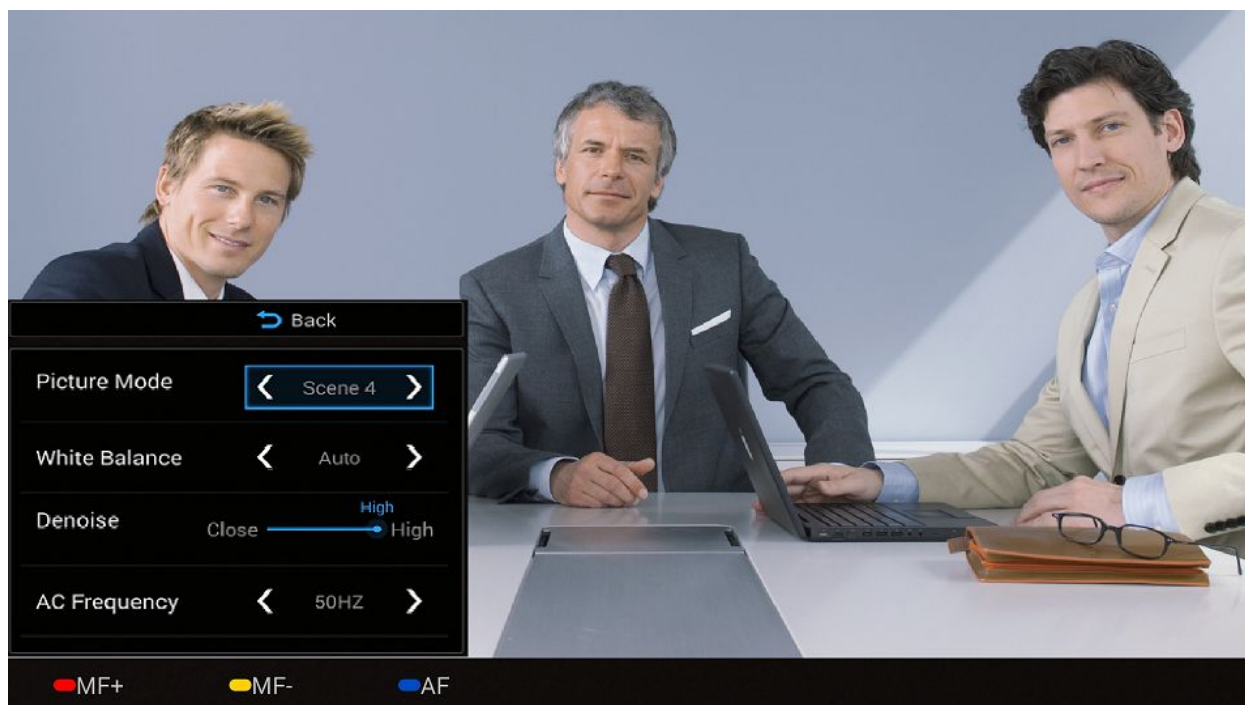 Back
Picture Mode
Scene 4
White Balance
Auto
High
Denoise
Close
High
AC Frequency
50HZ
MF+
MF-
AF